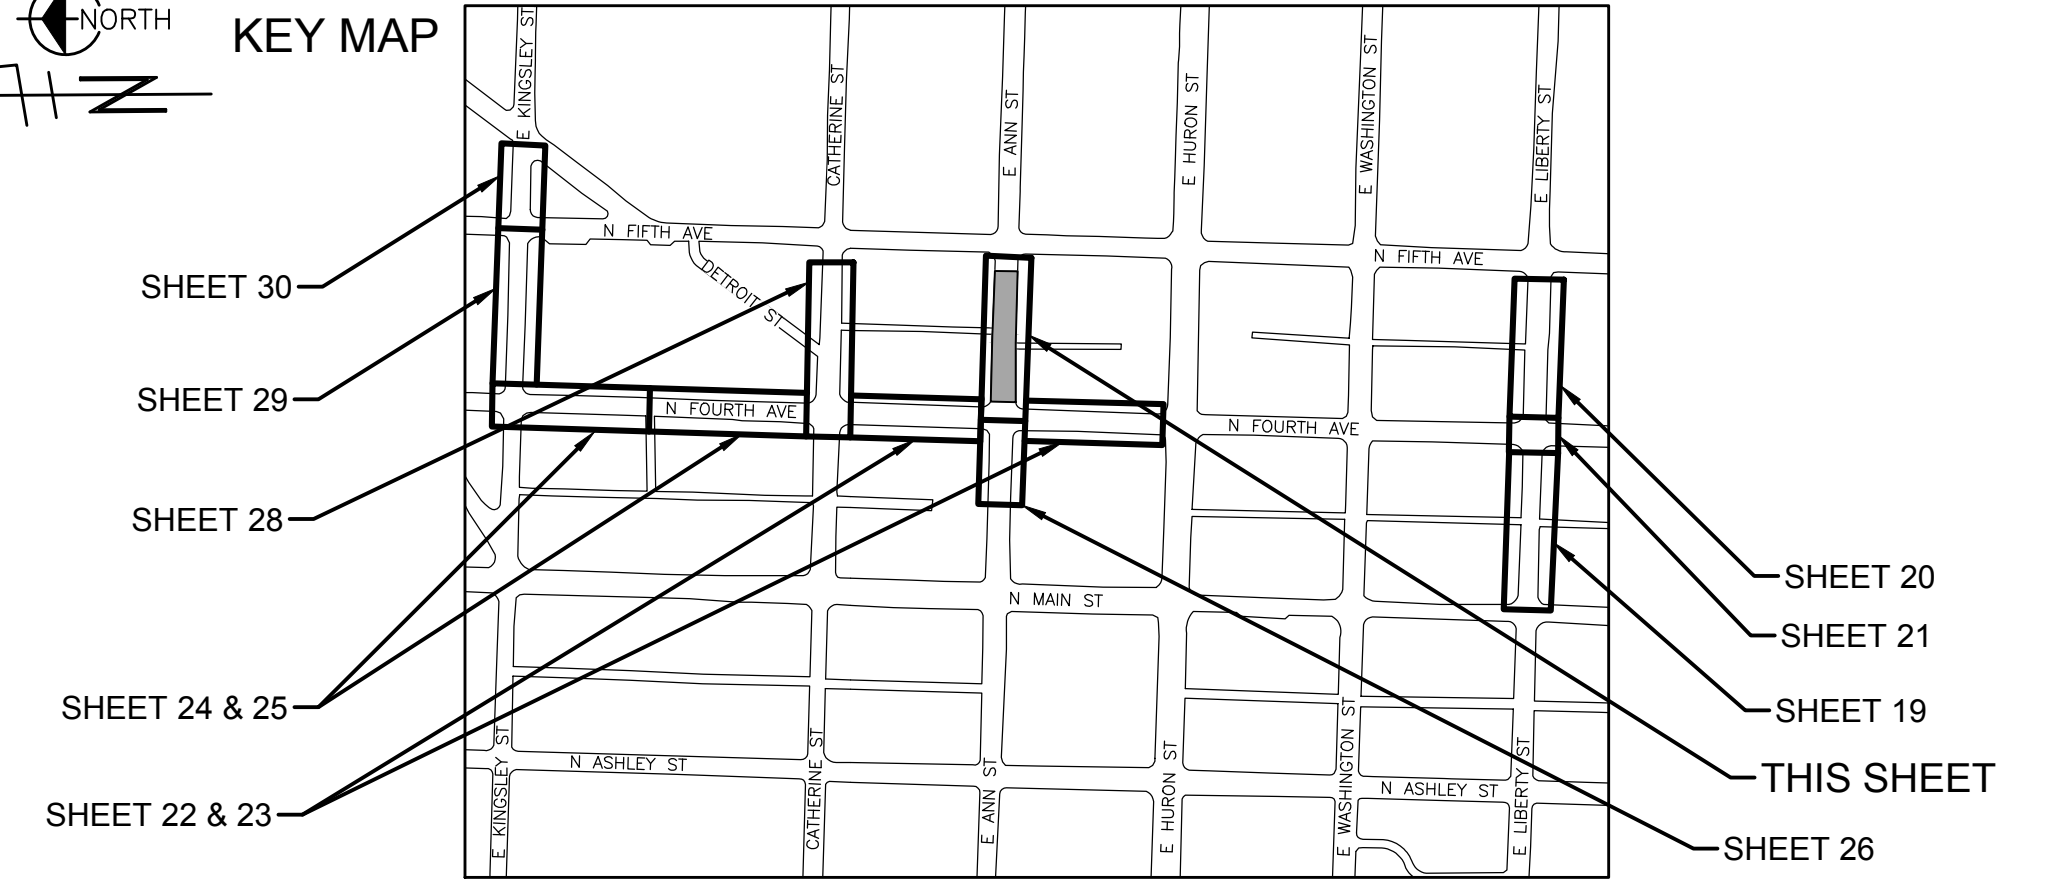 NORTH
KEY MAP
N
E KINGSLEY ST
CATHERINE ST
E ANN ST
E HURON ST
E WASHINGTON ST
E LIBERTY ST
N FIFTH AVE
N FIFTH AVE
DETROIT ST
SHEET 30
SHEET 29
SHEET 28
SHEET 24 & 25
SHEET 22 & 23
N FOURTH AVE
N FOURTH AVE
N MAIN ST
N ASHLEY ST
N ASHLEY ST
E KINGSLEY ST
CATHERINE ST
E ANN ST
E HURON ST
E WASHINGTON ST
E LIBERTY ST
SHEET 20
SHEET 21
SHEET 19
THIS SHEET
SHEET 26